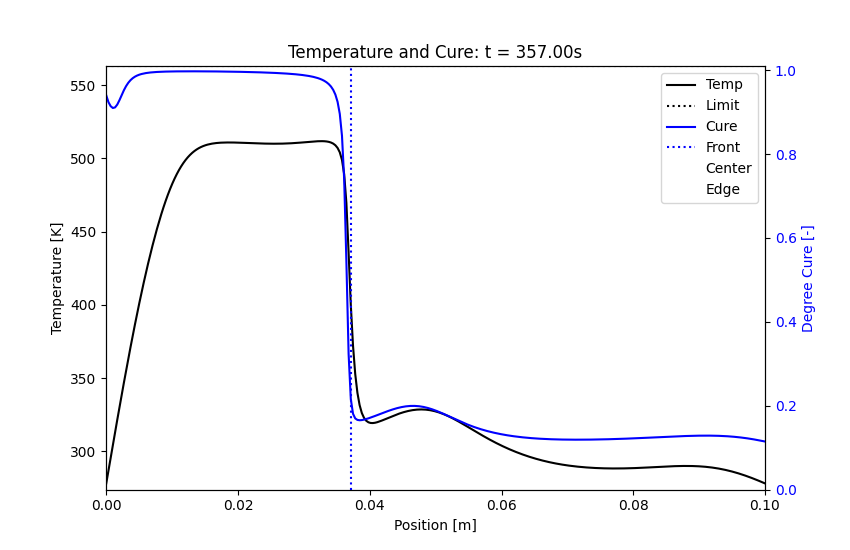 Temperature and Cure: t = 357.00s
Temp
Limit
Cure
Front
Center
Edge
550
500
450
400
350
300
Temperature [K]
1.0
0.8
0.6
0.4
0.2
0.0
Degree Cure [-]
0.00
0.02
0.04
0.06
0.08
0.10
Position [m]